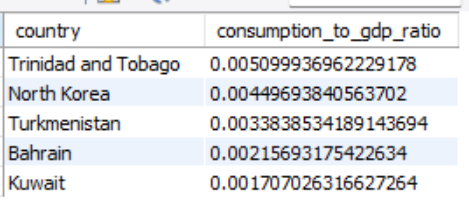 country consumption_to_gdp_ratio
Trinidad and Tobago 0.005099936962229178
North Korea 0.00449693840563702
Turkmenistan 0.0033838534189143694
Bahrain 0.00215693175422634
Kuwait 0.001707026316627264